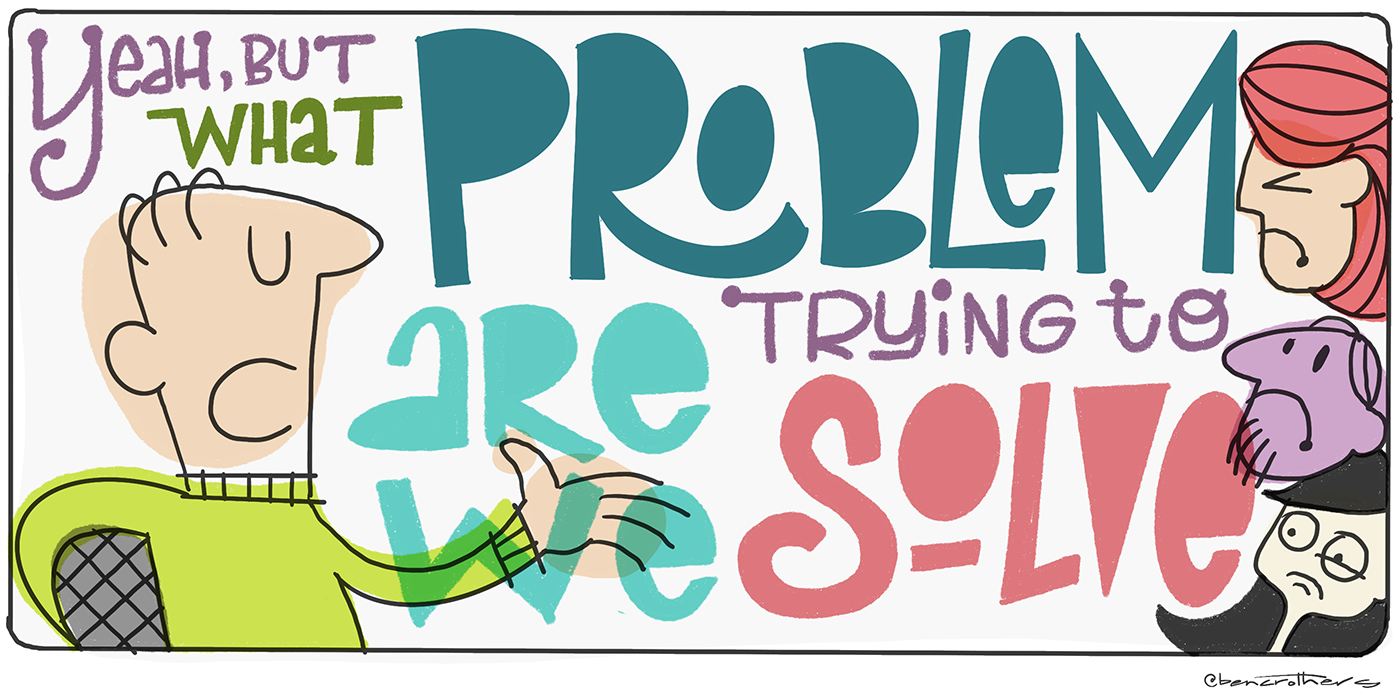 Yeah, BUT
WHaT
PRoBLeM
aRe
TRyiNG to
We
SoLVe
@bencrothers